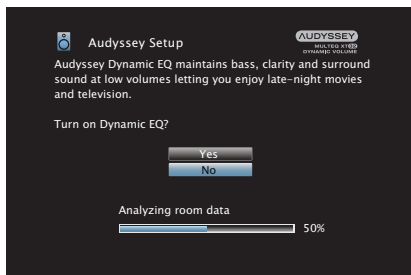 Audyssey Setup
AUDYSSEY
MULTEQ XT32
DYNAMIC VOLUME
Audyssey Dynamic EQ maintains bass, clarity and surround
sound at low volumes letting you enjoy late-night movies
and television.
Turn on Dynamic EQ?
Yes
No
Analyzing room data
50%